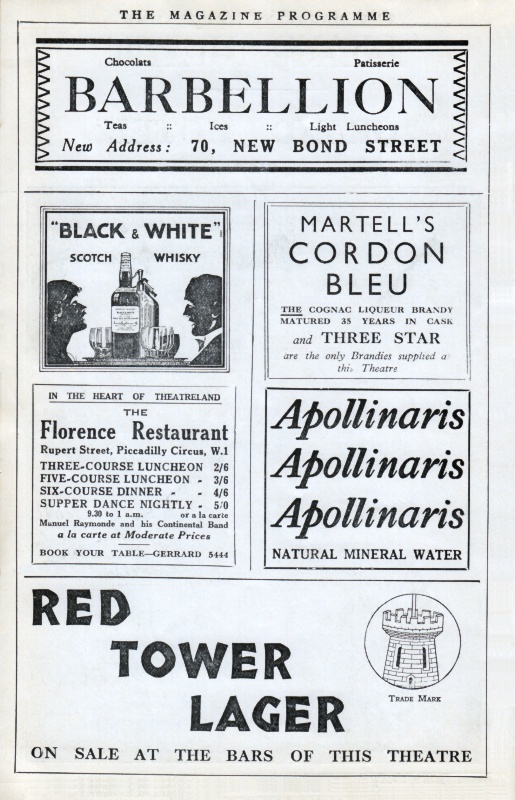 THE MAGAZINE PROGRAMME
Chocolats Patisserie
BARBELLION
Teas :: Ices :: Light Luncheons
New Address: 70, NEW BOND STREET
"BLACK & WHITE"
SCOTCH WHISKY
MARTELL'S
CORDON
BLEU
THE COGNAC LIQUEUR BRANDY
MATURED 35 YEARS IN CASK
and THREE STAR
are the only Brandies supplied a
this Theatre
IN THE HEART OF THEATRELAND
THE
Florence Restaurant
Rupert Street, Piccadilly Circus, W.1
THREE-COURSE LUNCHEON 2/6
FIVE-COURSE LUNCHEON - 3/6
SIX-COURSE DINNER - - 4/6
SUPPER DANCE NIGHTLY - 5/0
9.30 to 1 a.m. or a la carte
Manuel Raymonde and his Continental Band
a la carte at Moderate Prices
BOOK YOUR TABLE—GERRARD 5444
Apollinaris
Apollinaris
Apollinaris
NATURAL MINERAL WATER
RED
TOWER
LAGER
TRADE MARK
ON SALE AT THE BARS OF THIS THEATRE